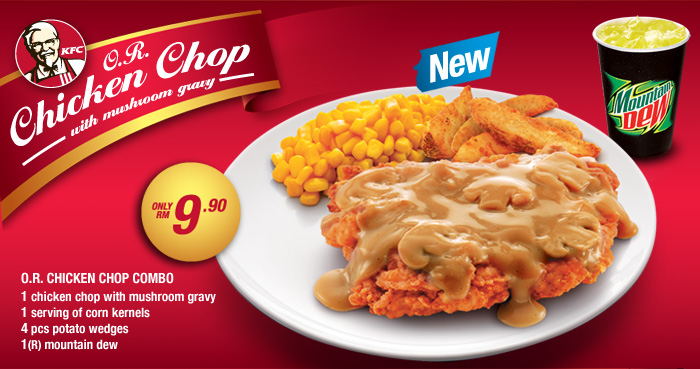 KFC
O.R.
Chicken Chop
with mushroom gravy
New
Mountain
DEW
ONLY
RM 9.90
O.R. CHICKEN CHOP COMBO
1 chicken chop with mushroom gravy
1 serving of corn kernels
4 pcs potato wedges
1(R) mountain dew